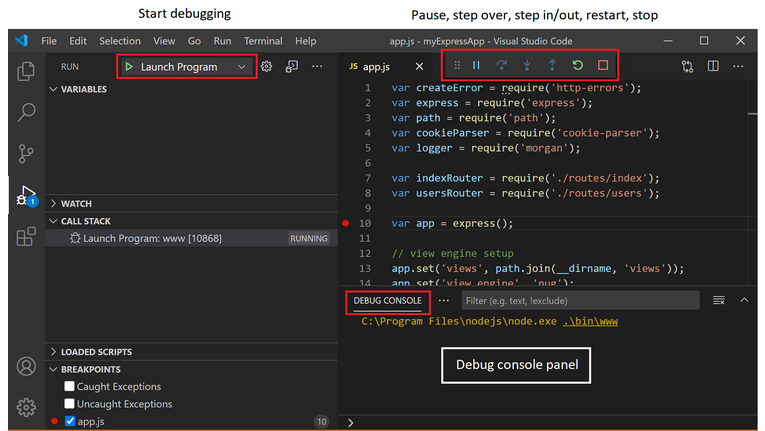 Start debugging
Pause, step over, step in/out, restart, stop
File Edit Selection View Go Run Terminal Help
app.js - myExpressApp - Visual Studio Code
RUN
Launch Program
VARIABLES
WATCH
CALL STACK
Launch Program: www [10868]
RUNNING
LOADED SCRIPTS
BREAKPOINTS
Caught Exceptions
Uncaught Exceptions
app.js
10
1
JS app.js
1 var createError = require('http-errors');
2 var express = require('express');
3 var path = require('path');
4 var cookieParser = require('cookie-parser');
5 var logger = require('morgan');
6
7 var indexRouter = require('./routes/index');
8 var usersRouter = require('./routes/users');
9
10 var app = express();
11
12 // view engine setup
13 app.set('views', path.join(__dirname, 'views'));
14 app.set('view engine', 'pug');
DEBUG CONSOLE
Filter (e.g. text, !exclude)
C:\Program Files\nodejs\node.exe .\bin\www
Debug console panel